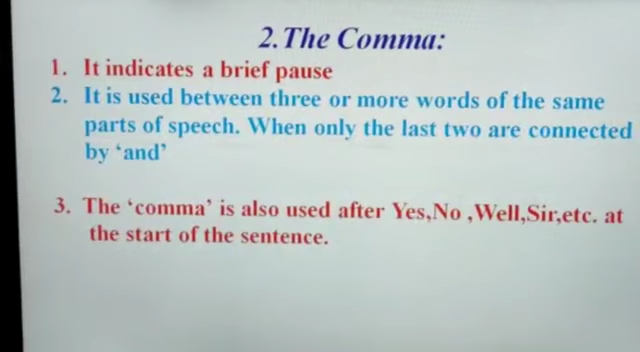 2. The Comma:
1. It indicates a brief pause
2. It is used between three or more words of the same
parts of speech. When only the last two are connected
by ‘and’
3. The ‘comma’ is also used after Yes,No ,Well,Sir,etc. at
the start of the sentence.